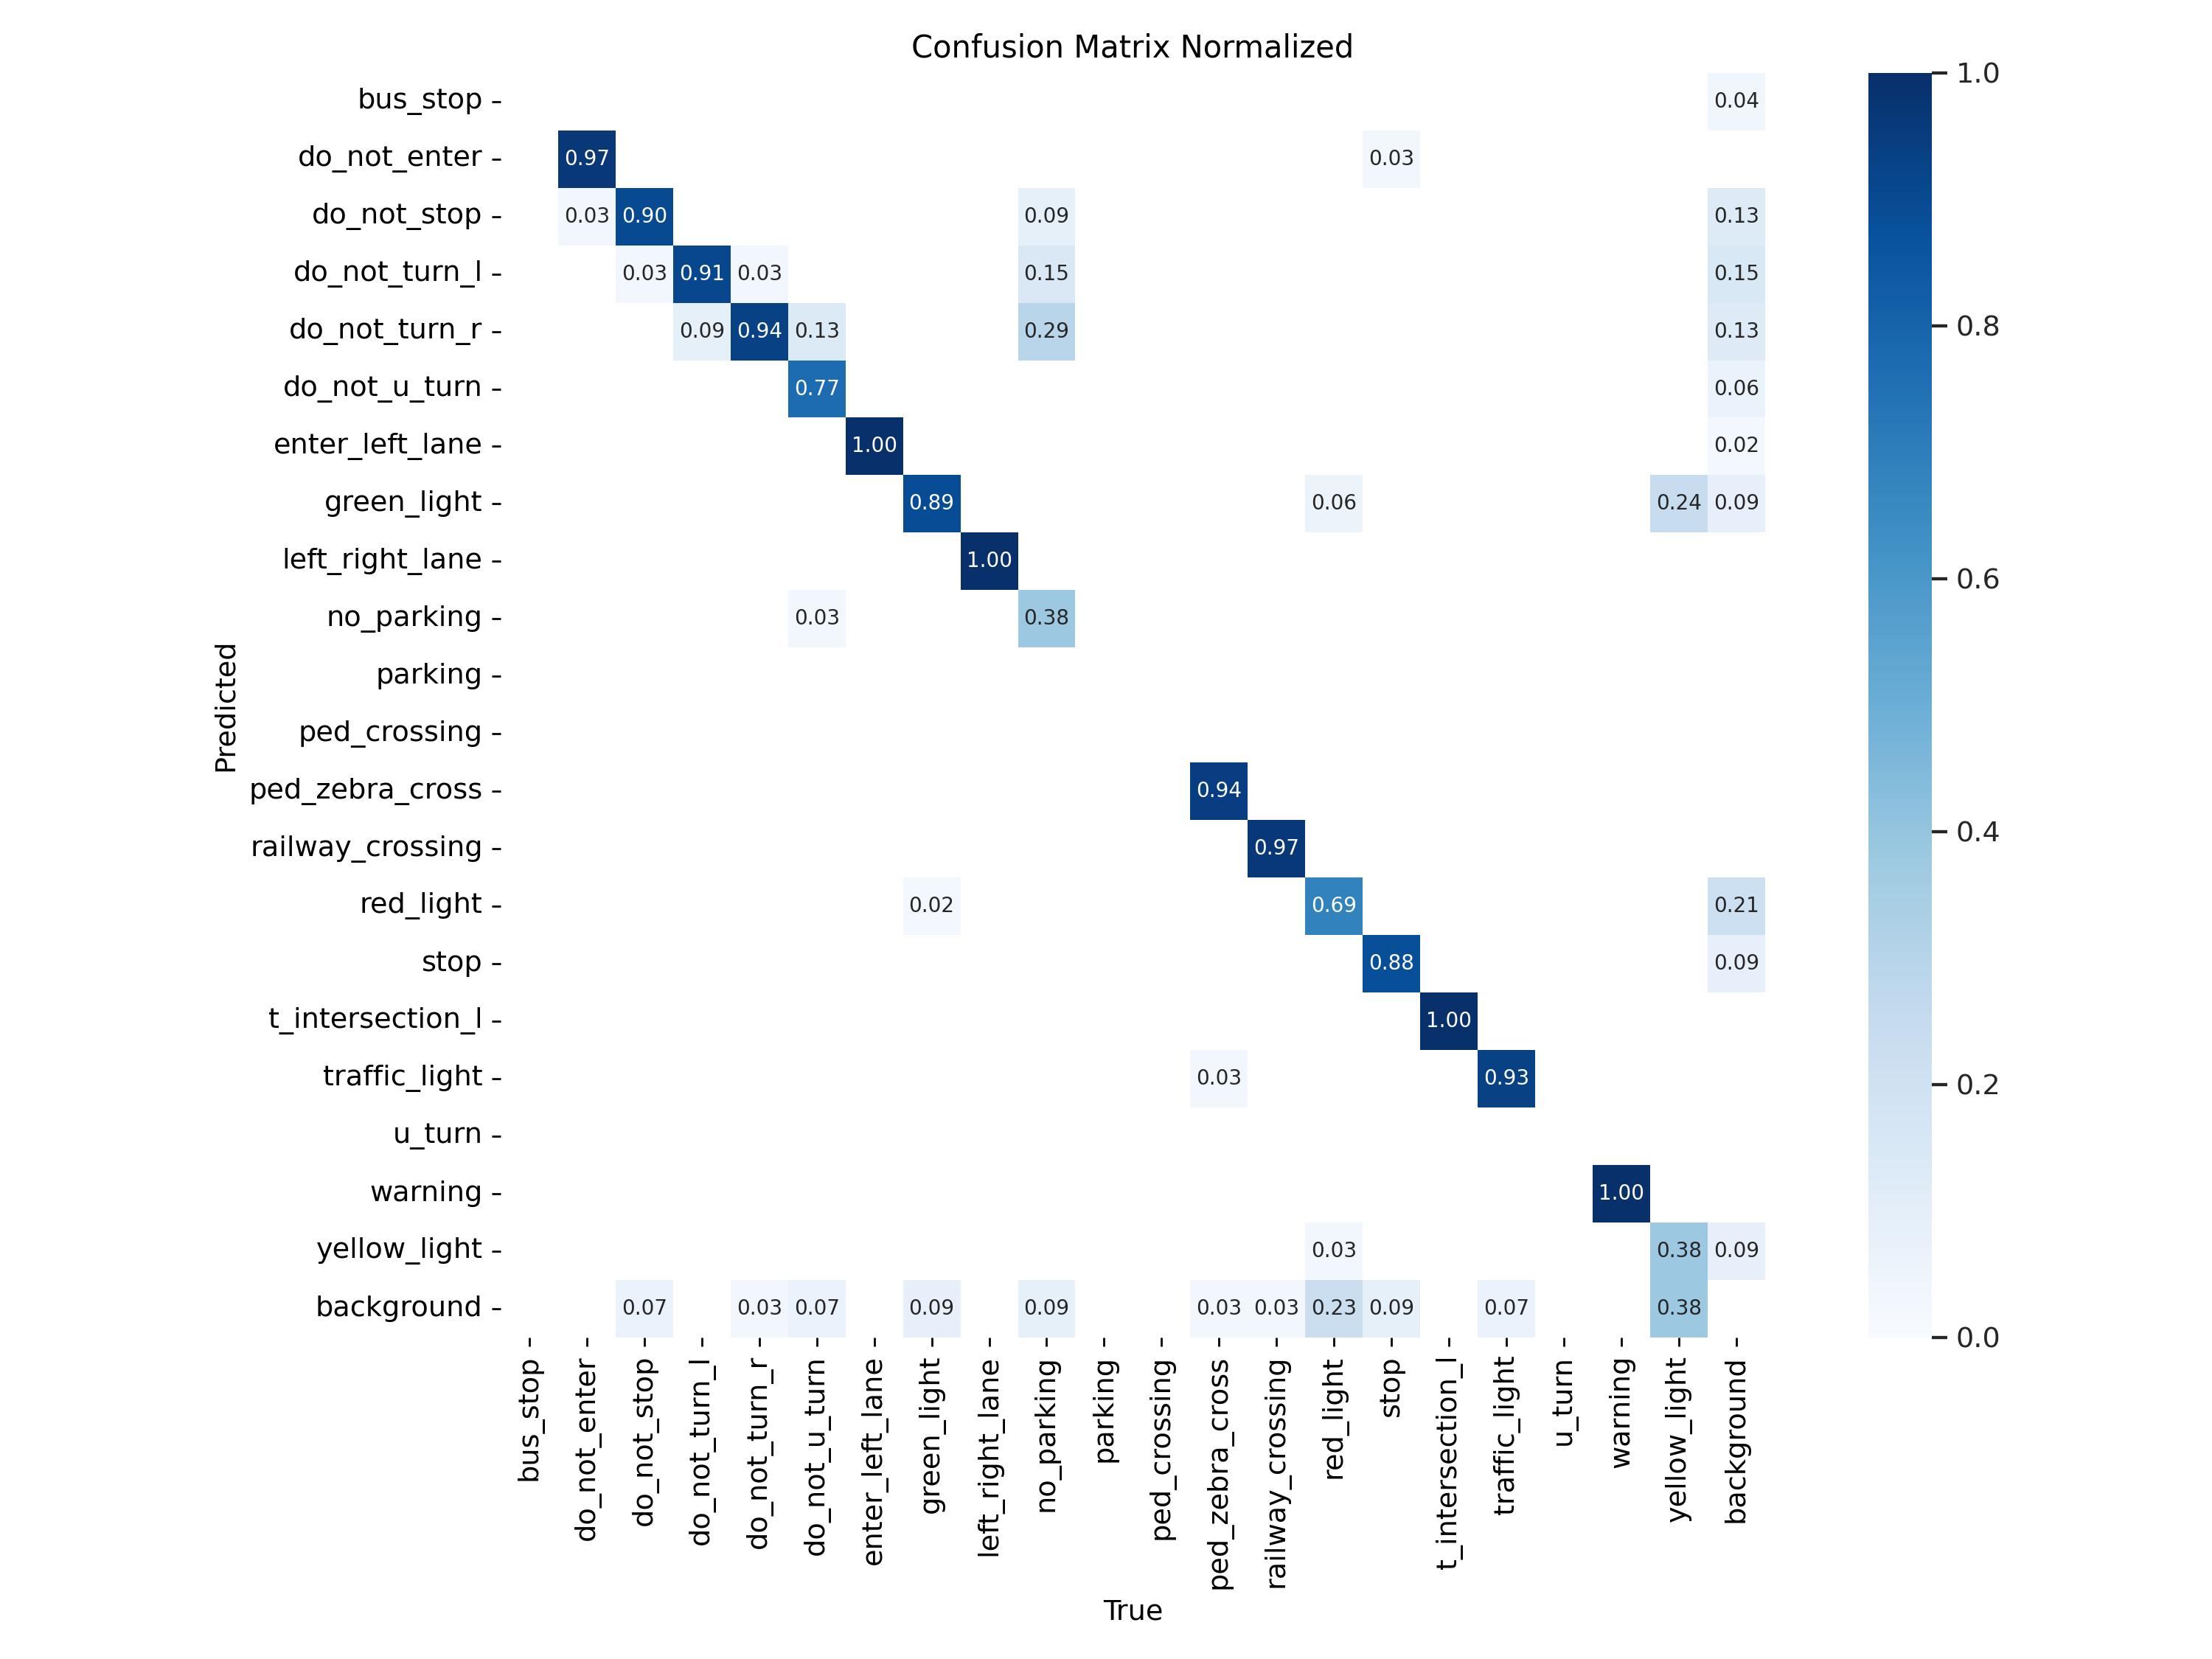 Confusion Matrix Normalized
bus_stop 0.04 1.0
do_not_enter 0.97 0.03
do_not_stop 0.03 0.90 0.09 0.13
do_not_turn_l 0.03 0.91 0.03 0.15 0.15
do_not_turn_r 0.09 0.94 0.13 0.29 0.13 0.8
do_not_u_turn 0.77 0.06
enter_left_lane 1.00 0.02
green_light 0.89 0.06 0.24 0.09
left_right_lane 1.00 0.6
no_parking 0.03 0.38
parking
Predicted
ped_crossing
ped_zebra_cross 0.94
0.4
railway_crossing 0.97
red_light 0.02 0.69 0.21
stop 0.88 0.09
t_intersection_l 1.00
traffic_light 0.03 0.93 0.2
u_turn
warning 1.00
yellow_light 0.03 0.38 0.09
background 0.07 0.03 0.07 0.09 0.09 0.03 0.03 0.23 0.09 0.07 0.38 0.0
bus_stop do_not_enter do_not_stop do_not_turn_l do_not_turn_r do_not_u_turn enter_left_lane green_light left_right_lane no_parking parking ped_crossing ped_zebra_cross railway_crossing red_light stop t_intersection_l traffic_light u_turn warning yellow_light background
True